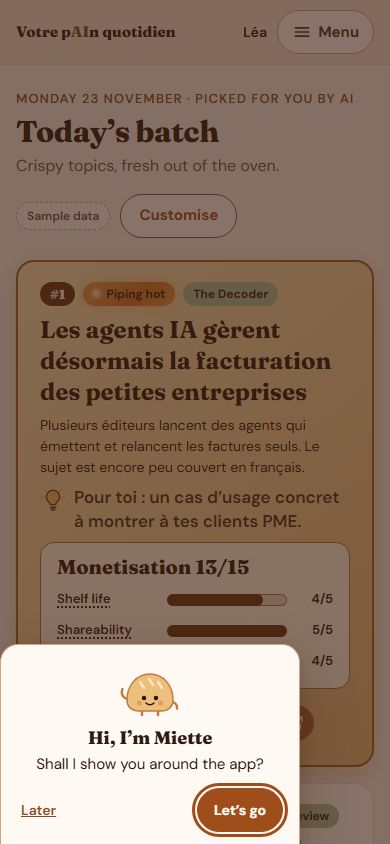 Votre pAIn quotidien
Léa
Menu
MONDAY 23 NOVEMBER · PICKED FOR YOU BY AI
Today's batch
Crispy topics, fresh out of the oven.
Sample data
Customise
#1
Piping hot
The Decoder
Les agents IA gèrent
désormais la facturation
des petites entreprises
Plusieurs éditeurs lancent des agents qui
émettent et relancent les factures seuls. Le
sujet est encore peu couvert en français.
Pour toi : un cas d'usage concret
à montrer à tes clients PME.
Monetisation 13/15
Shelf life
4/5
Shareability
5/5
4/5
Hi, I'm Miette
Shall I show you around the app?
Later
Let's go